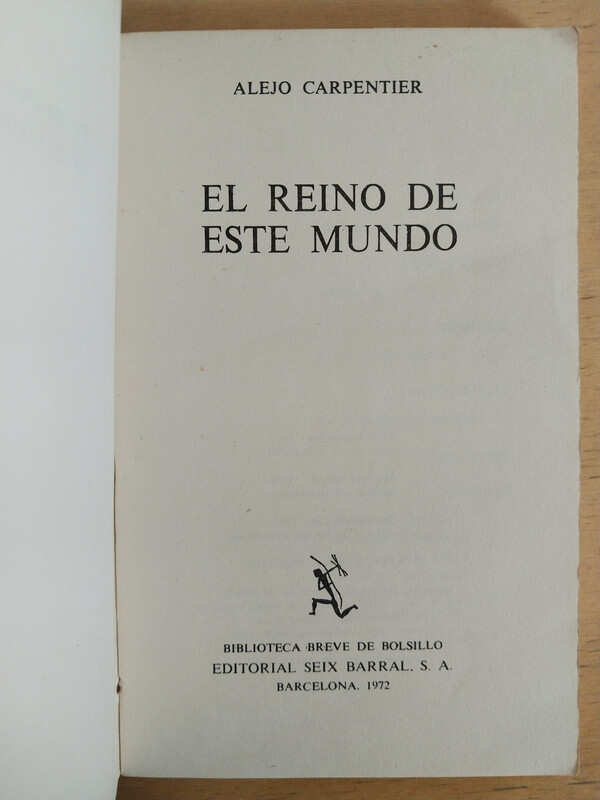 ALEJO CARPENTIER
EL REINO DE
ESTE MUNDO
BIBLIOTECA BREVE DE BOLSILLO
EDITORIAL SEIX BARRAL, S. A.
BARCELONA, 1972